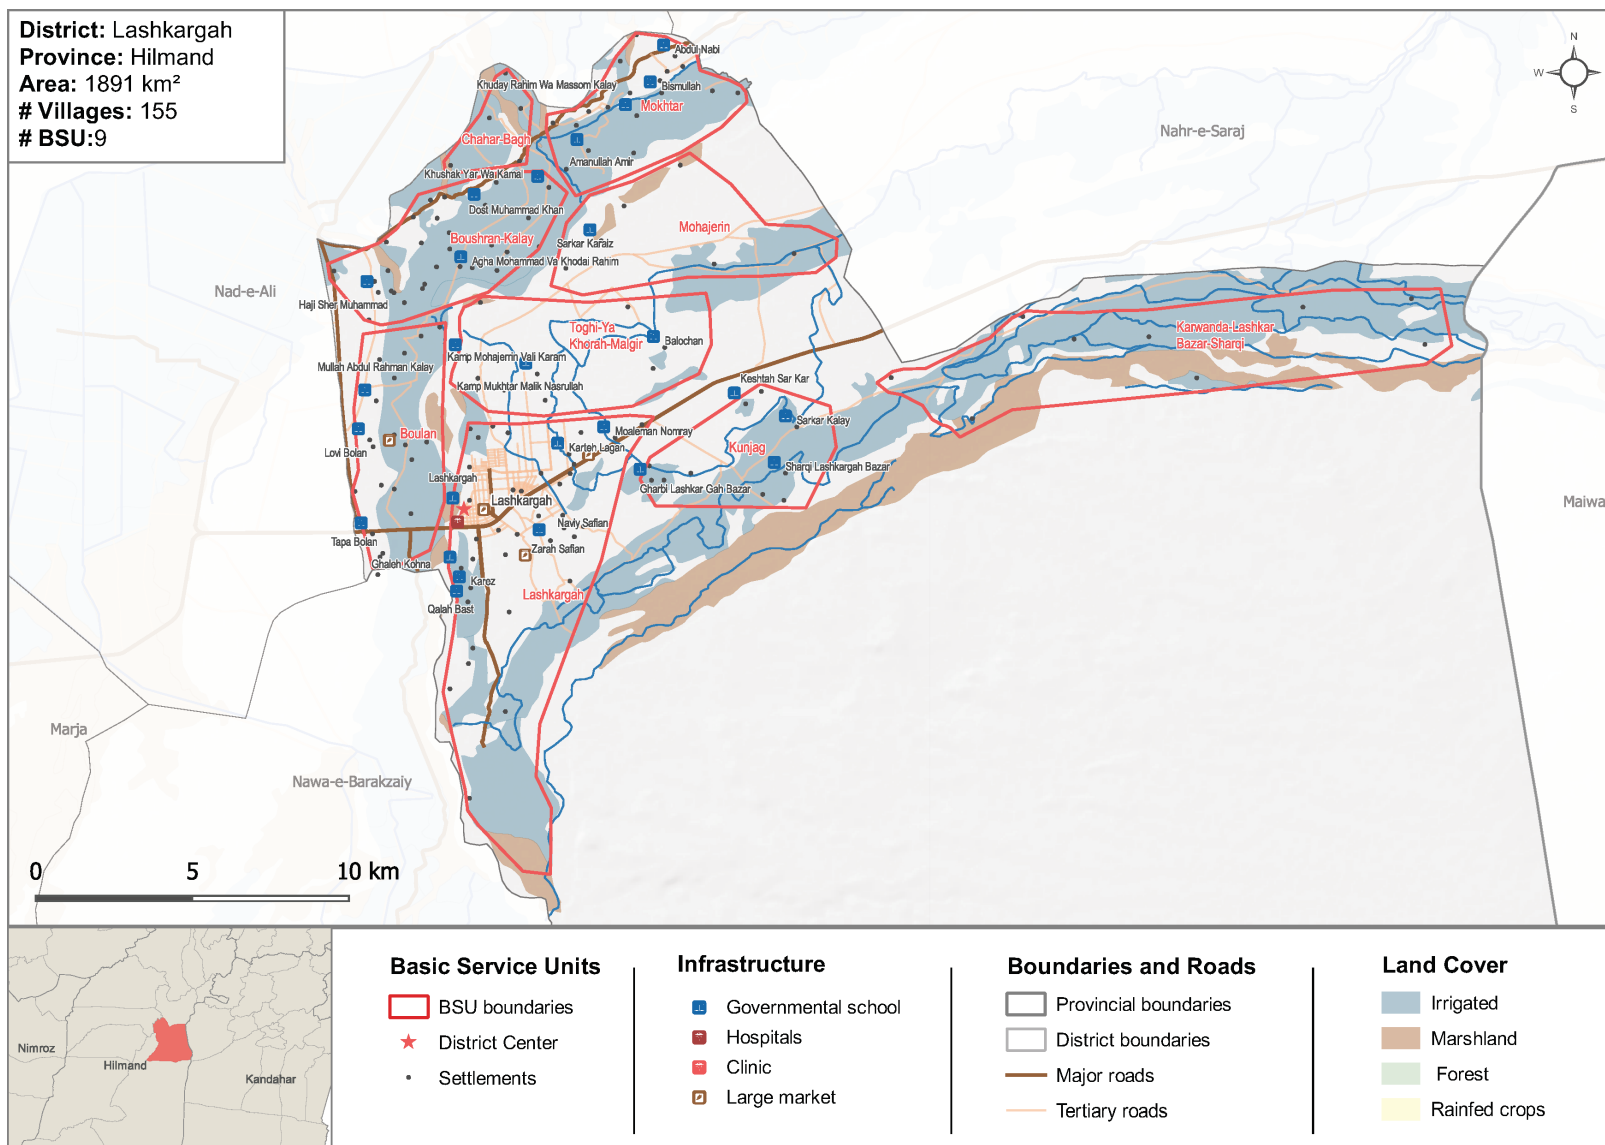 District: Lashkargah
Province: Hilmand
Area: 1891 km²
# Villages: 155
# BSU:9
N
W
S
Abdul Nabi
Khuday Rahim Wa Massom Kalay
Bismullah
Mokhtar
Chahar-Bagh
Nahr-e-Saraj
Amanullah Amir
Khushak Yar Wa Kamal
Dost Muhammad Khan
Mohajerin
Boushran-Kalay
Sarkar Karaiz
Agha Mohammad Va Khodai Rahim
Nad-e-Ali
Haji Sher Muhammad
Toghi-Ya
Kherah-Malgir
Karwanda-Lashkar
Bazar-Sharqi
Balochan
Kamp Mohajerrin Vali Karam
Mullah Abdul Rahman Kalay
Kamp Mukhtar Malik Nasrullah
Keshtah Sar Kar
Sarkar Kalay
Boulan
Moaleman Nomray
Karteh Lagan
Kunjag
Lovi Bolan
Sharqi Lashkargah Bazar
Lashkargah
Gharbi Lashkar Gah Bazar
Lashkargah
Maiwa
Naviy Safian
Tapa Bolan
Zarah Safian
Ghaleh Kohna
Karez
Lashkargah
Qalah Bast
Marja
Nawa-e-Barakzaiy
0 5 10 km
Nimroz
Hilmand
Kandahar
Basic Service Units
BSU boundaries
District Center
Settlements
Infrastructure
Governmental school
Hospitals
Clinic
Large market
Boundaries and Roads
Provincial boundaries
District boundaries
Major roads
Tertiary roads
Land Cover
Irrigated
Marshland
Forest
Rainfed crops